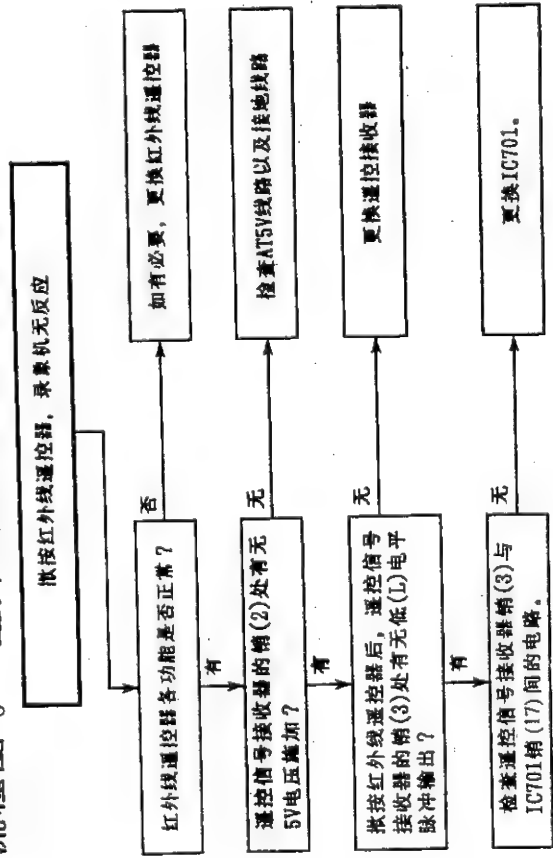 揿按红外线遥控器，录象机无反应
红外线遥控器各功能是否正常？
否
如有必要，更换红外线遥控器
有
遥控信号接收器的销(2)处有无
5V电压施加？
无
检查AT5V线路以及接地线路
有
揿按红外线遥控器后，遥控信号
接收器的销(3)处有无低(L)电平
脉冲输出？
无
更换遥控接收器
有
检查遥控信号接收器销(3)与
IC701销(17)间的电路。
无
更换IC701。